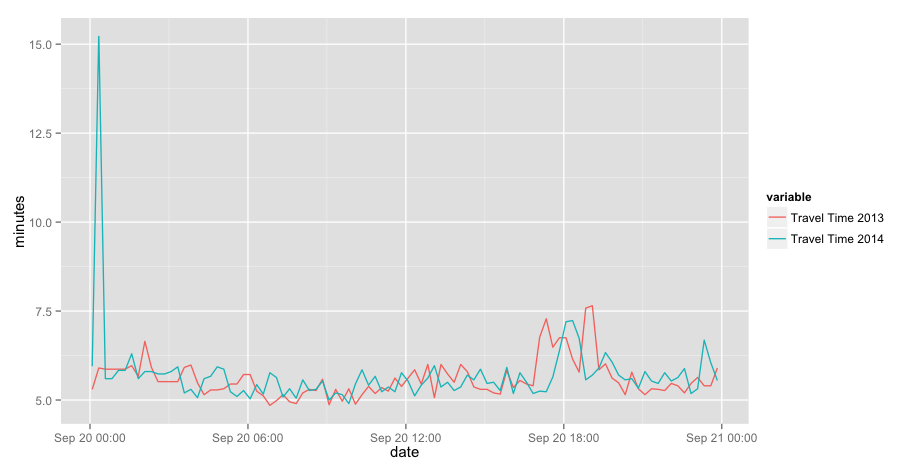 15.0
12.5
10.0
7.5
5.0
minutes
Sep 20 00:00 Sep 20 06:00 Sep 20 12:00 Sep 20 18:00 Sep 21 00:00
date
variable
Travel Time 2013
Travel Time 2014